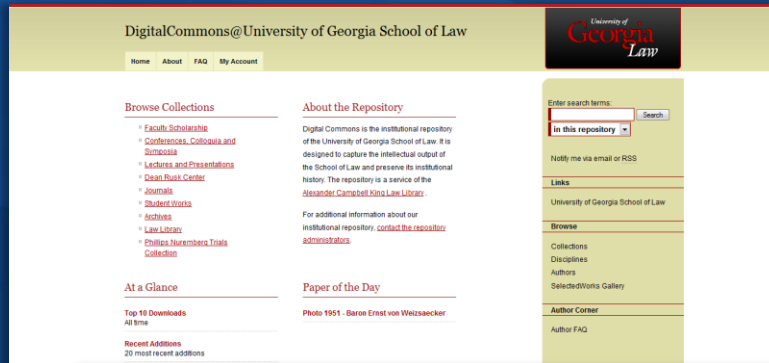 DigitalCommons@University of Georgia School of Law
University of
Georgia
Law
Home About FAQ My Account
Browse Collections
Faculty Scholarship
Conferences, Colloquia and
Symposia
Lectures and Presentations
Dean Rusk Center
Journals
Student Works
Archives
Law Library
Phillips Nuremberg Trials
Collection
About the Repository
Digital Commons is the institutional repository
of the University of Georgia School of Law. It is
designed to capture the intellectual output of
the School of Law and preserve its institutional
history. The repository is a service of the
Alexander Campbell King Law Library .
For additional information about our
institutional repository, contact the repository
administrators.
At a Glance
Top 10 Downloads
All time
Recent Additions
20 most recent additions
Paper of the Day
Photo 1951 - Baron Ernst von Weizsaecker
Enter search terms:
Search
in this repository
Notify me via email or RSS
Links
University of Georgia School of Law
Browse
Collections
Disciplines
Authors
SelectedWorks Gallery
Author Corner
Author FAQ